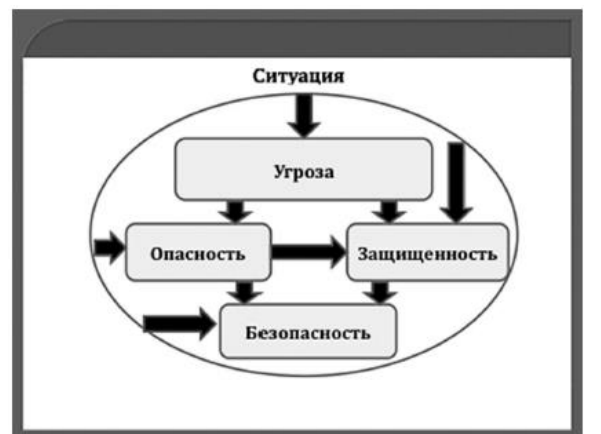 Ситуация
Угроза
Опасность
Защищенность
Безопасность